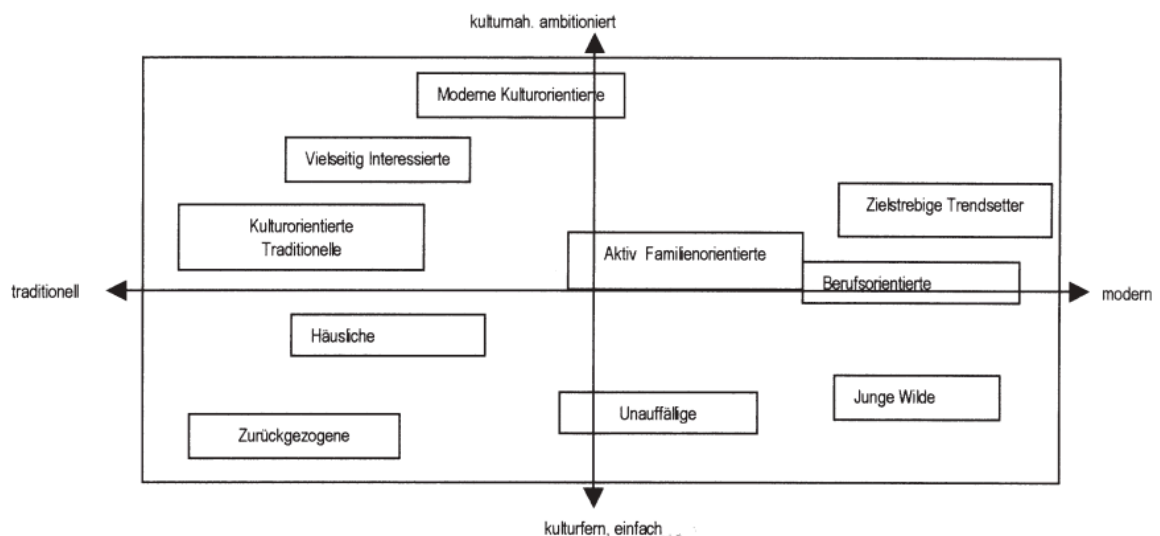 kulturnah. ambitioniert
Moderne Kulturorientierte
Vielseitig Interessierte
Zielstrebige Trendsetter
Kulturorientierte
Traditionelle
Aktiv Familienorientierte
Berufsorientierte
traditionell
modern
Häusliche
Junge Wilde
Unauffällige
Zurückgezogene
kulturfern, einfach